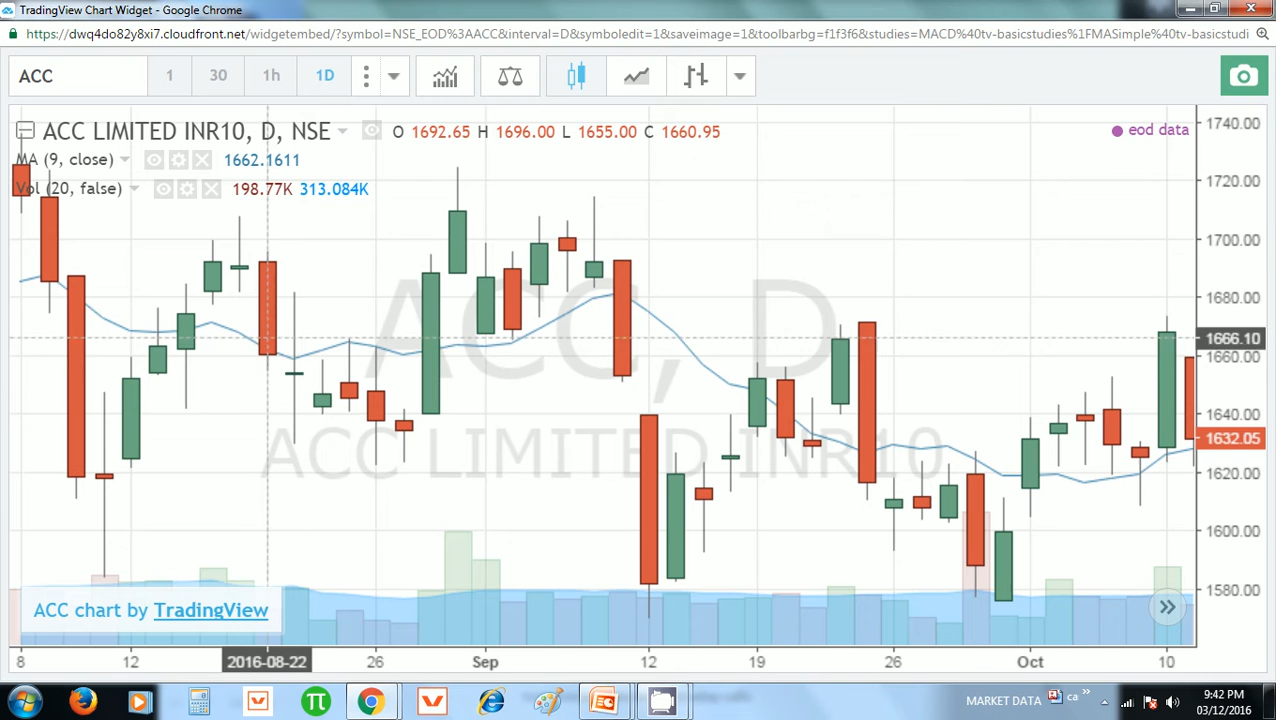 TradingView Chart Widget - Google Chrome
https://dwq4do82y8xi7.cloudfront.net/widgetembed/?symbol=NSE_EOD%3AACC&interval=D&symboledit=1&saveimage=1&toolbarbg=f1f3f6&studies=MACD%40tv-basicstudies%1FMASimple%40tv-basicstudi
ACC 1 30 1h 1D
ACC LIMITED INR10, D, NSE O 1692.65 H 1696.00 L 1655.00 C 1660.95
eod data
MA (9, close) 1662.1611
Vol (20, false) 198.77K 313.084K
1740.00
1720.00
1700.00
1680.00
1666.10
1660.00
1640.00
1632.05
1620.00
1600.00
1580.00
ACC, D
ACC LIMITED INR10
ACC chart by TradingView
8 12 2016-08-22 26 Sep 12 19 26 Oct 10
MARKET DATA ca
9:42 PM
03/12/2016